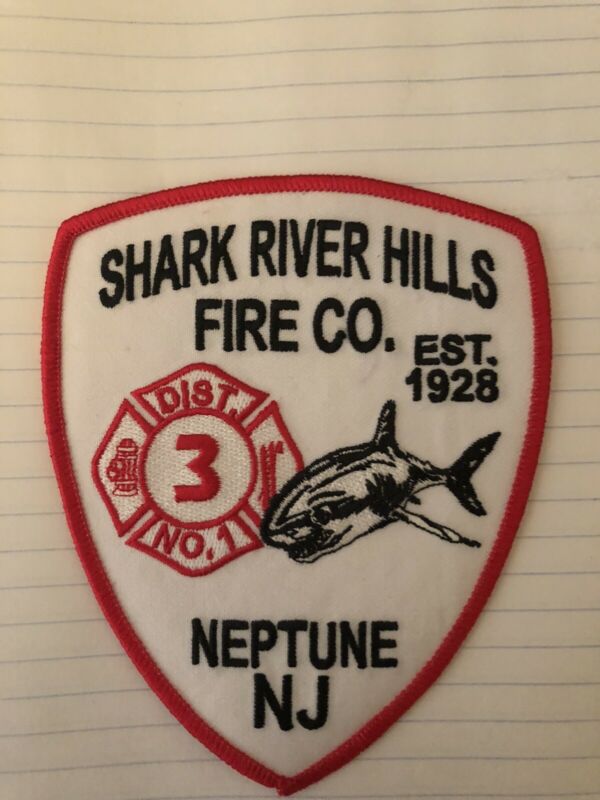 SHARK RIVER HILLS
FIRE CO.
EST.
1928
DIST.
3
NO. 1
NEPTUNE
NJ